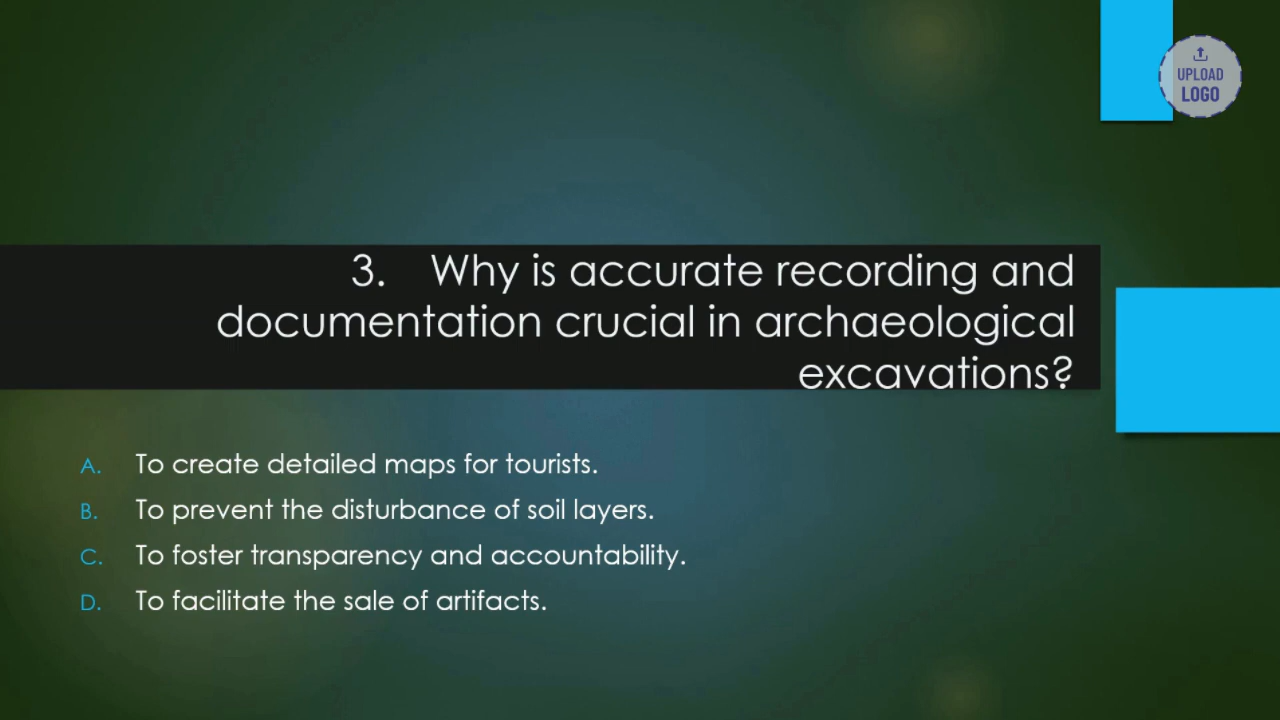 UPLOAD
LOGO
3. Why is accurate recording and
documentation crucial in archaeological
excavations?
A. To create detailed maps for tourists.
B. To prevent the disturbance of soil layers.
C. To foster transparency and accountability.
D. To facilitate the sale of artifacts.